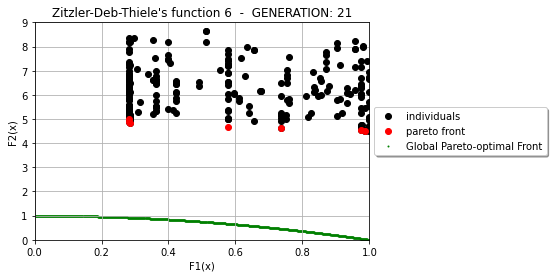 Zitzler-Deb-Thiele's function 6  -  GENERATION: 21
9
8
7
6
5
4
3
2
1
0
F2(x)
0.0 0.2 0.4 0.6 0.8 1.0
F1(x)
individuals
pareto front
Global Pareto-optimal Front